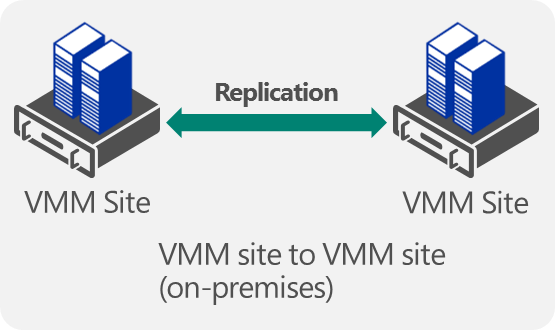 Replication
VMM Site
VMM Site
VMM site to VMM site
(on-premises)